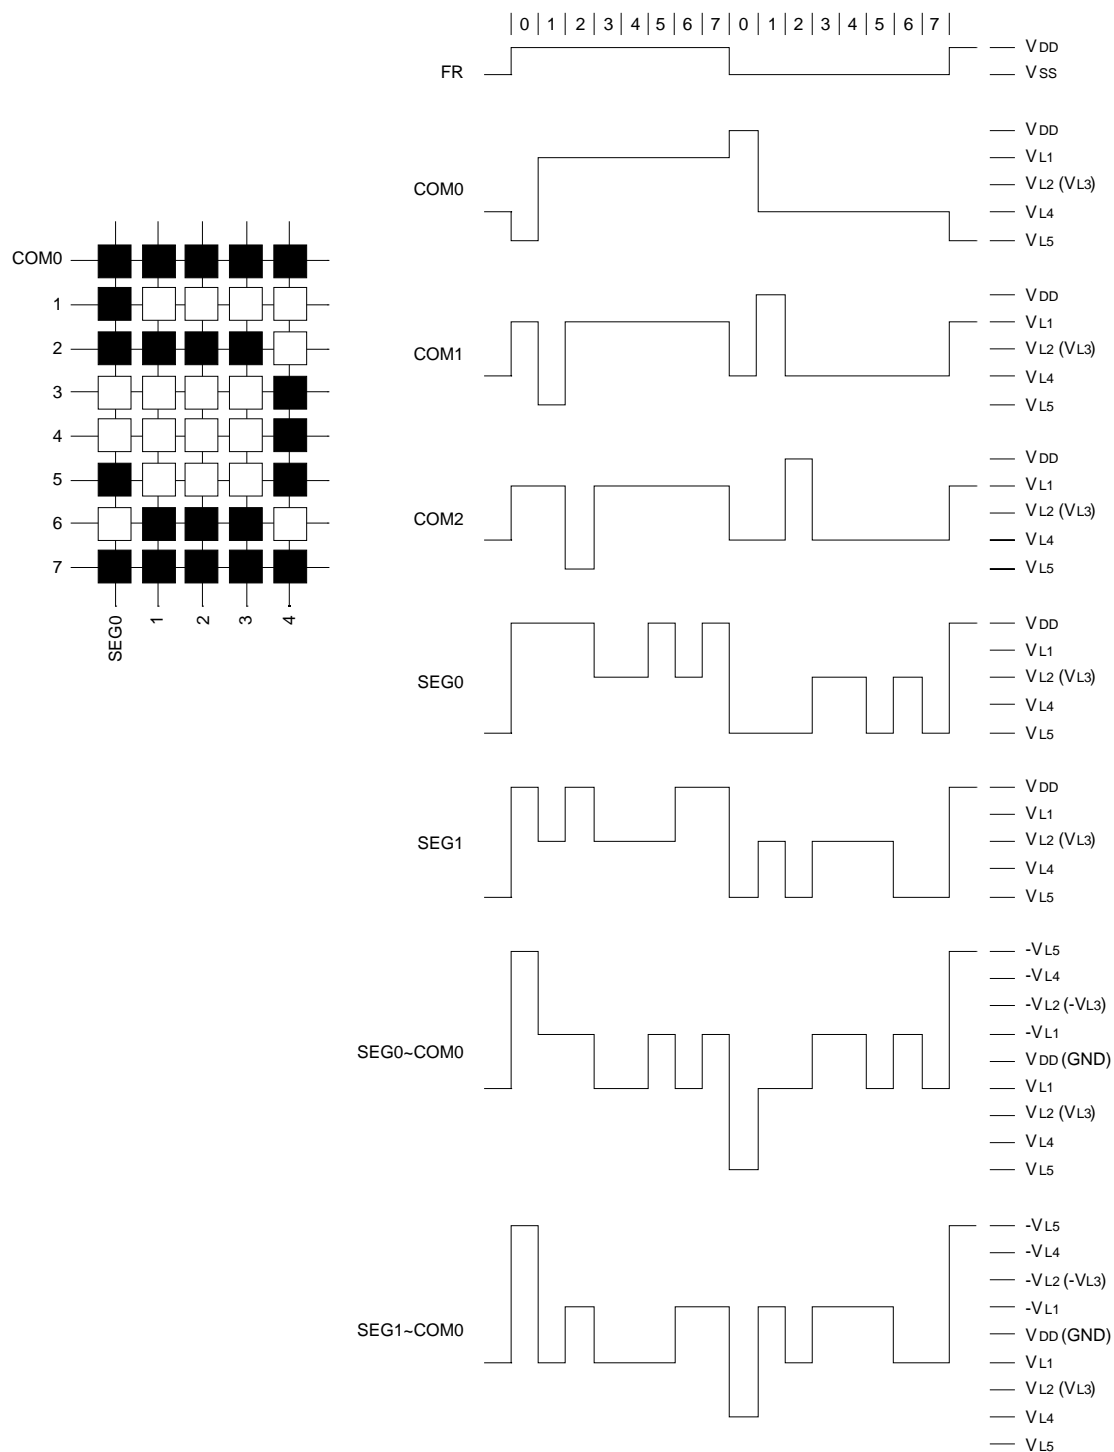 0 1 2 3 4 5 6 7 0 1 2 3 4 5 6 7
FR
VDD
VSS
COM0
VDD
VL1
VL2 (VL3)
VL4
VL5
COM0
1
2
3
4
5
6
7
SEG0 1 2 3 4
COM1
VDD
VL1
VL2 (VL3)
VL4
VL5
COM2
VDD
VL1
VL2 (VL3)
VL4
VL5
SEG0
VDD
VL1
VL2 (VL3)
VL4
VL5
SEG1
VDD
VL1
VL2 (VL3)
VL4
VL5
SEG0~COM0
-VL5
-VL4
-VL2 (-VL3)
-VL1
VDD (GND)
VL1
VL2 (VL3)
VL4
VL5
SEG1~COM0
-VL5
-VL4
-VL2 (-VL3)
-VL1
VDD (GND)
VL1
VL2 (VL3)
VL4
VL5